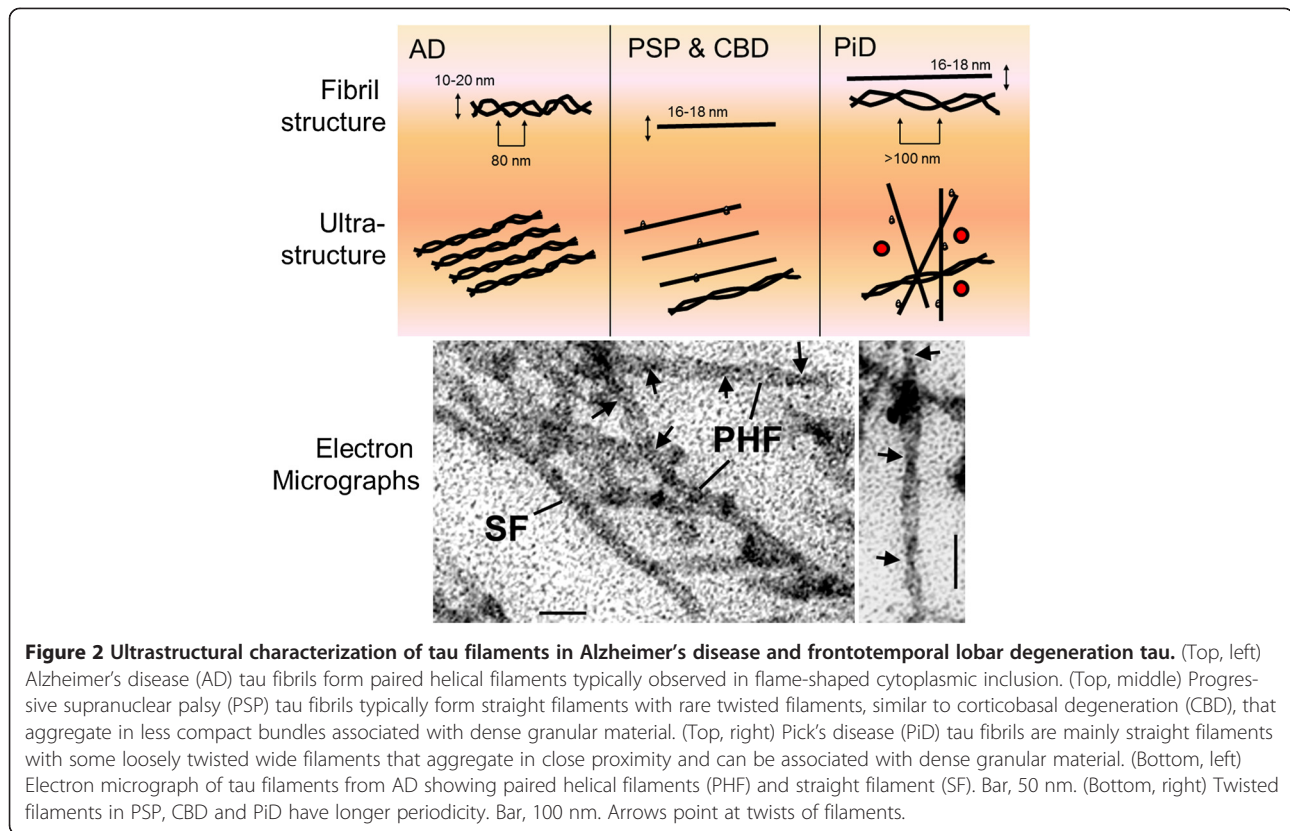 AD
PSP & CBD
PiD
Fibril
structure
10-20 nm
80 nm
16-18 nm
16-18 nm
>100 nm
Ultra-
structure
Electron
Micrographs
PHF
SF
Figure 2 Ultrastructural characterization of tau filaments in Alzheimer's disease and frontotemporal lobar degeneration tau. (Top, left)
Alzheimer's disease (AD) tau fibrils form paired helical filaments typically observed in flame-shaped cytoplasmic inclusion. (Top, middle) Progres-
sive supranuclear palsy (PSP) tau fibrils typically form straight filaments with rare twisted filaments, similar to corticobasal degeneration (CBD), that
aggregate in less compact bundles associated with dense granular material. (Top, right) Pick's disease (PiD) tau fibrils are mainly straight filaments
with some loosely twisted wide filaments that aggregate in close proximity and can be associated with dense granular material. (Bottom, left)
Electron micrograph of tau filaments from AD showing paired helical filaments (PHF) and straight filament (SF). Bar, 50 nm. (Bottom, right) Twisted
filaments in PSP, CBD and PiD have longer periodicity. Bar, 100 nm. Arrows point at twists of filaments.